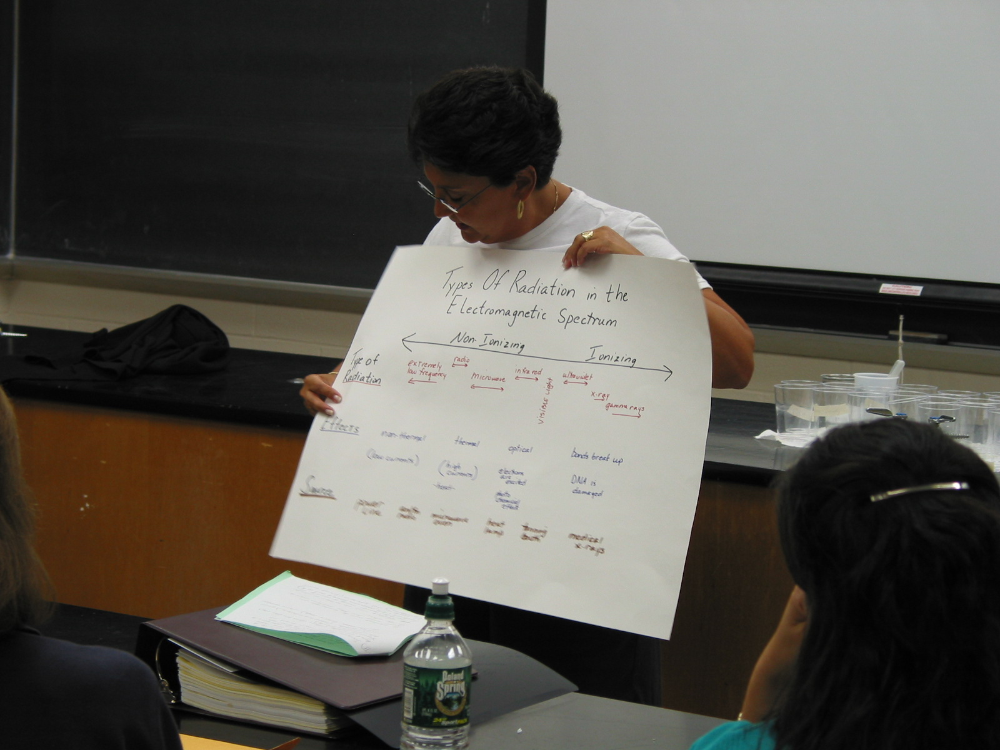 Types Of Radiation in the
Electromagnetic Spectrum
Non-Ionizing
Ionizing
Type of
Radiation
extremely
low frequency
radio
microwave
infrared
VISIBLE Light
ultraviolet
x-ray
gamma rays
Effects
non-thermal
(low currents)
thermal
(high
currents)
heat
optical
electrons
are
excited
photo
chemical
effect
bonds break up
DNA is
damaged
Source
power
line
microwave
oven
heat
lamp
tanning
booth
medical
x-rays
Poland
Spring